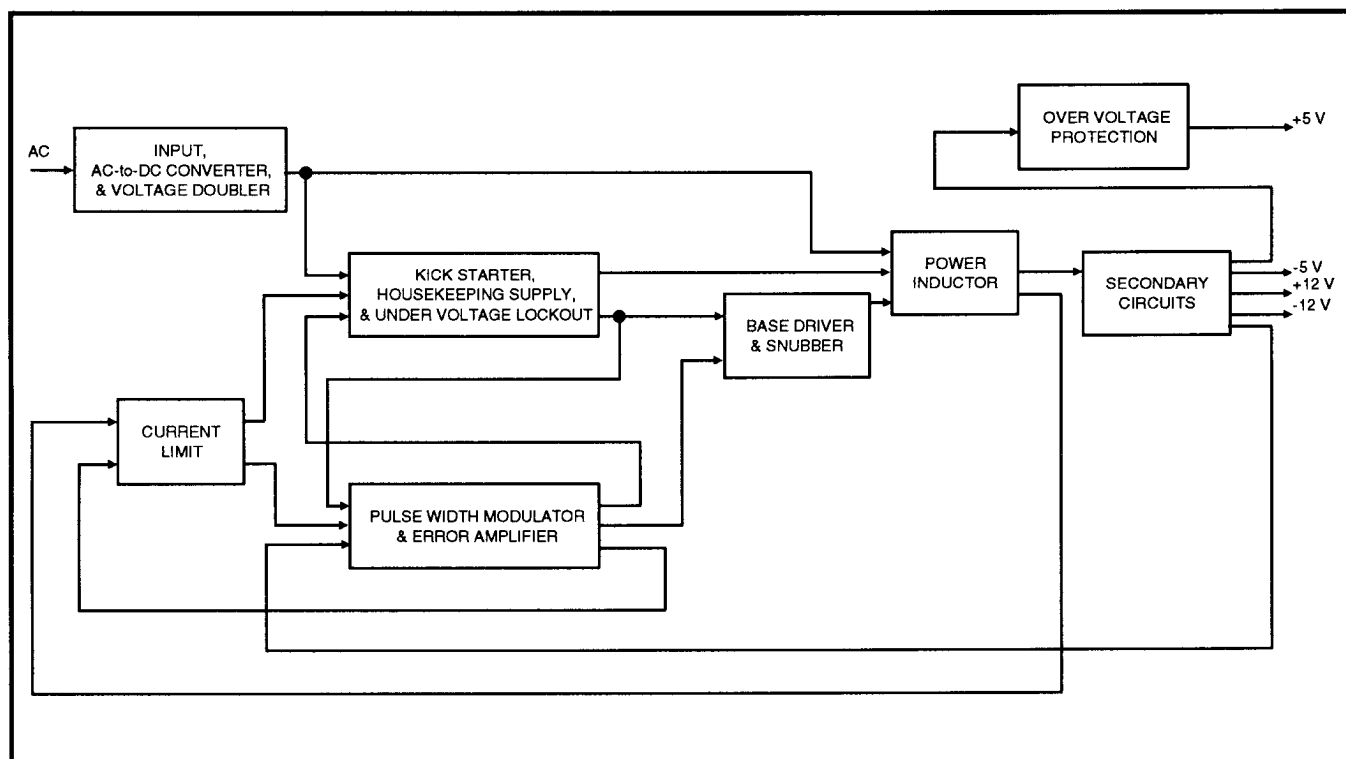 AC
INPUT,
AC-to-DC CONVERTER,
& VOLTAGE DOUBLER
OVER VOLTAGE
PROTECTION
+5 V
KICK STARTER,
HOUSEKEEPING SUPPLY,
& UNDER VOLTAGE LOCKOUT
POWER
INDUCTOR
SECONDARY
CIRCUITS
-5 V
+12 V
-12 V
BASE DRIVER
& SNUBBER
CURRENT
LIMIT
PULSE WIDTH MODULATOR
& ERROR AMPLIFIER